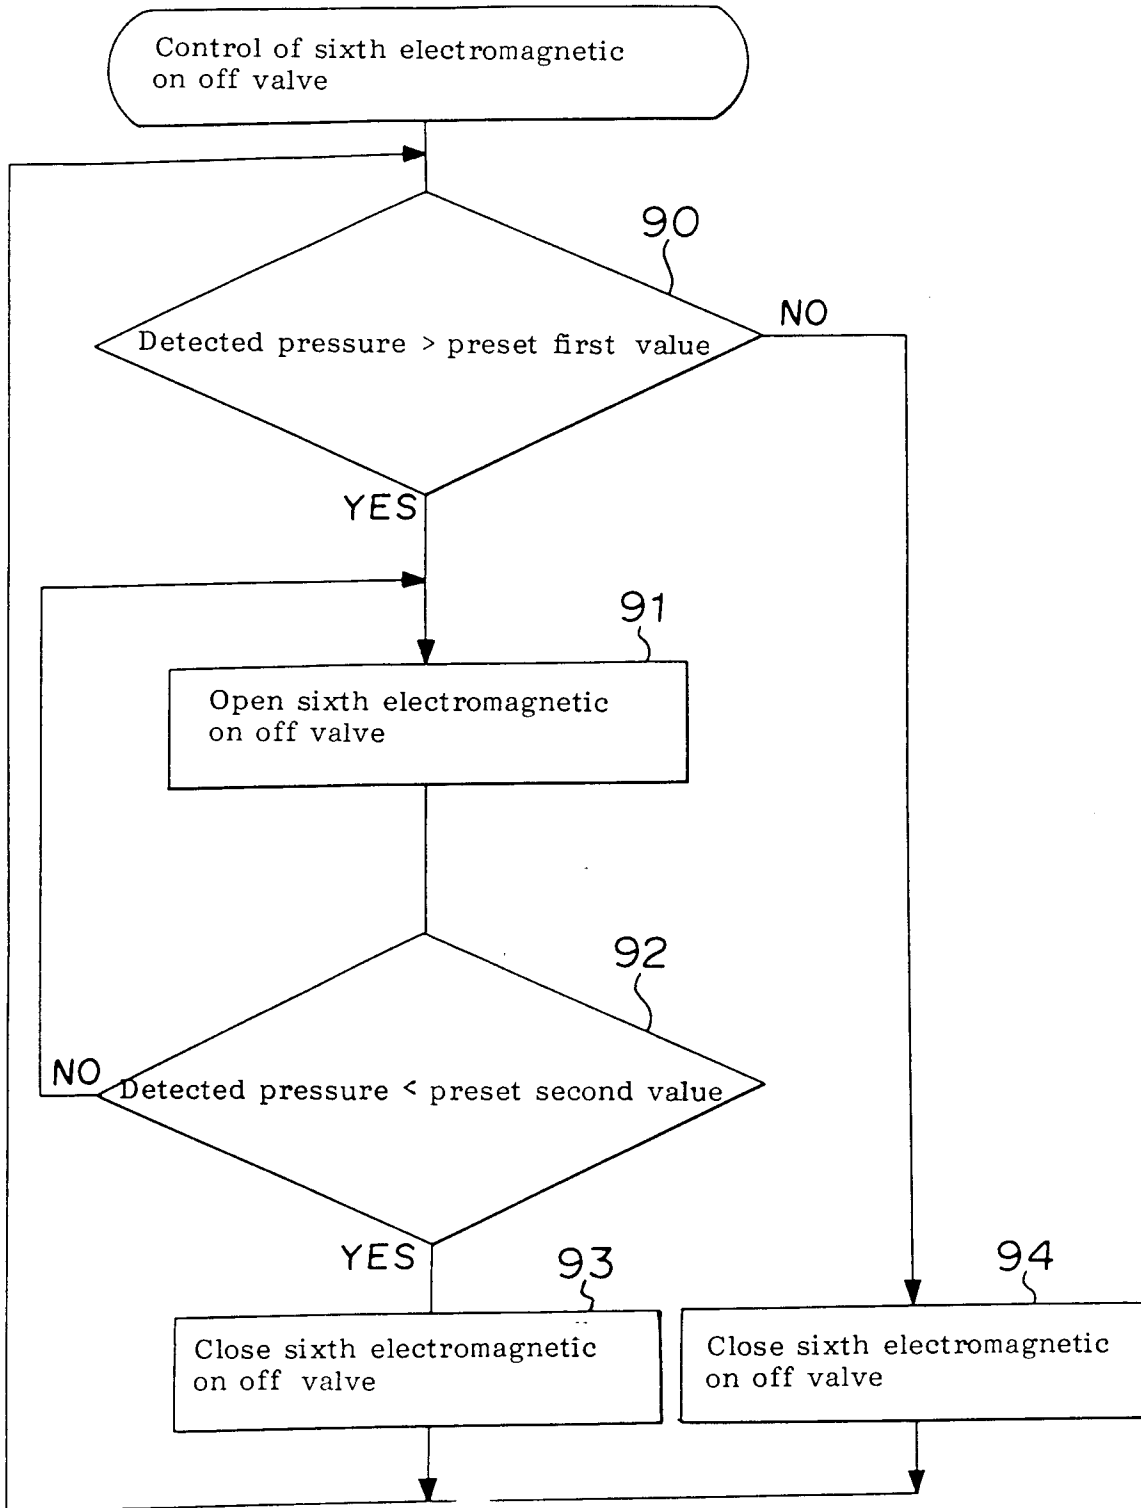 Control of sixth electromagnetic
on off valve
90
NO
Detected pressure > preset first value
YES
91
Open sixth electromagnetic
on off valve
92
NO
Detected pressure < preset second value
YES
93
94
Close sixth electromagnetic
on off valve
Close sixth electromagnetic
on off valve